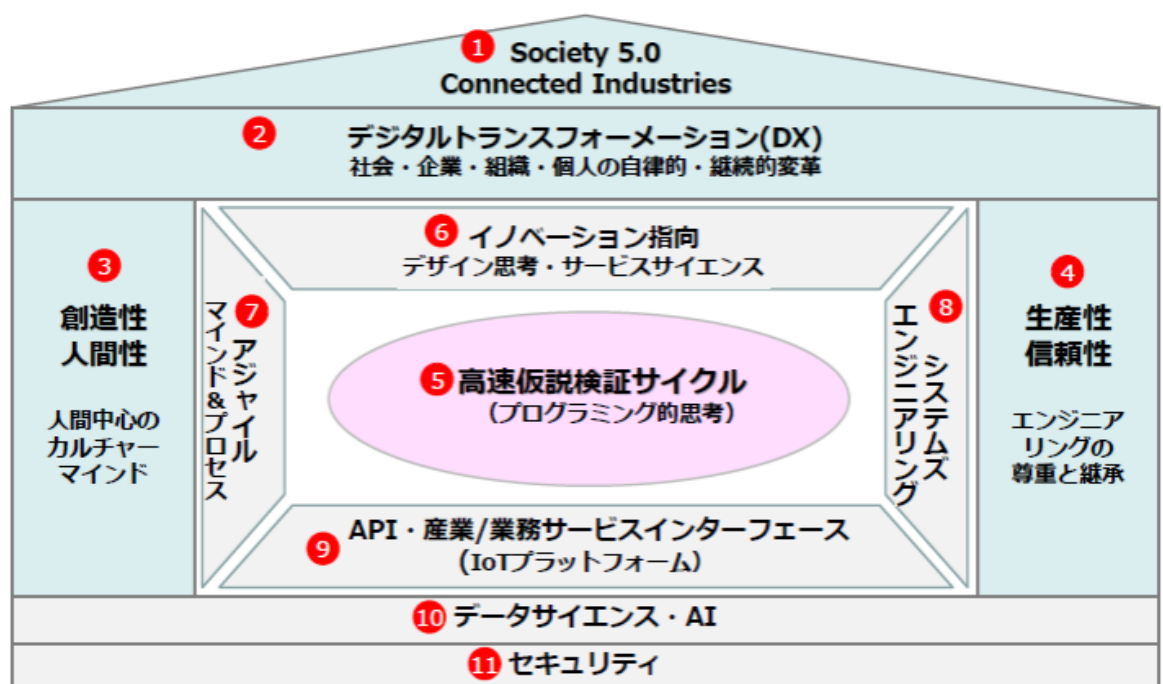 1 Society 5.0
Connected Industries
2 デジタルトランスフォーメーション(DX)
社会・企業・組織・個人の自律的・継続的変革
3
創造性
人間性
人間中心の
カルチャー
マインド
7
アジャイル
マインド&プロセス
6 イノベーション指向
デザイン思考・サービスサイエンス
5 高速仮説検証サイクル
(プログラミング的思考)
8
システムズ
エンジニアリング
4
生産性
信頼性
エンジニア
リングの
尊重と継承
9 API・産業/業務サービスインターフェース
(IoTプラットフォーム)
10 データサイエンス・AI
11 セキュリティ